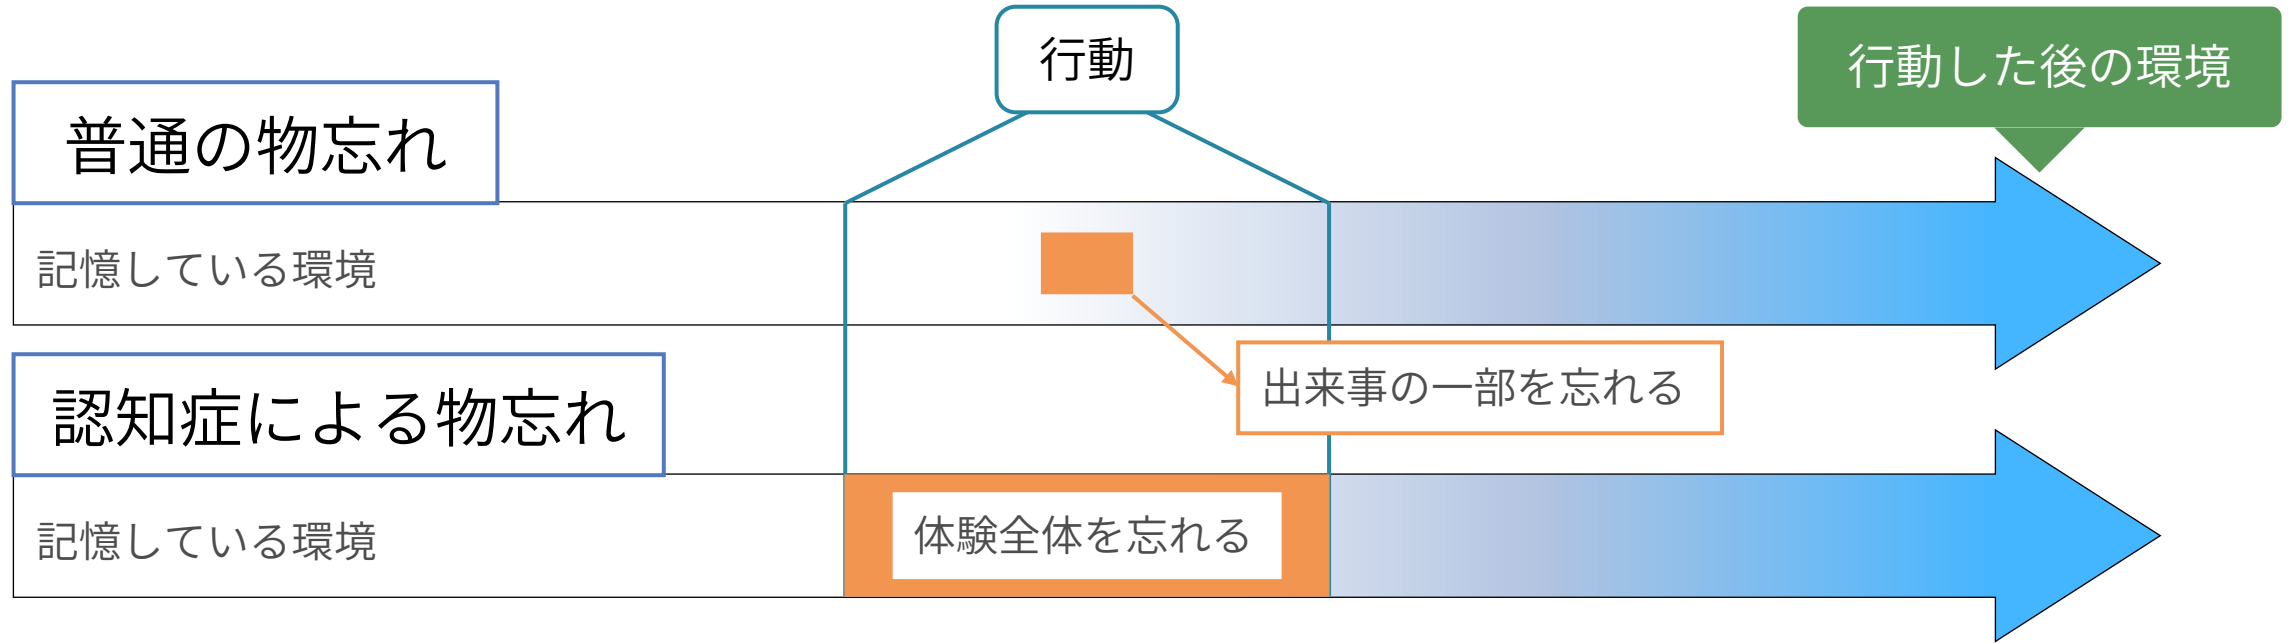 行動
行動した後の環境
普通の物忘れ
記憶している環境
出来事の一部を忘れる
認知症による物忘れ
記憶している環境
体験全体を忘れる